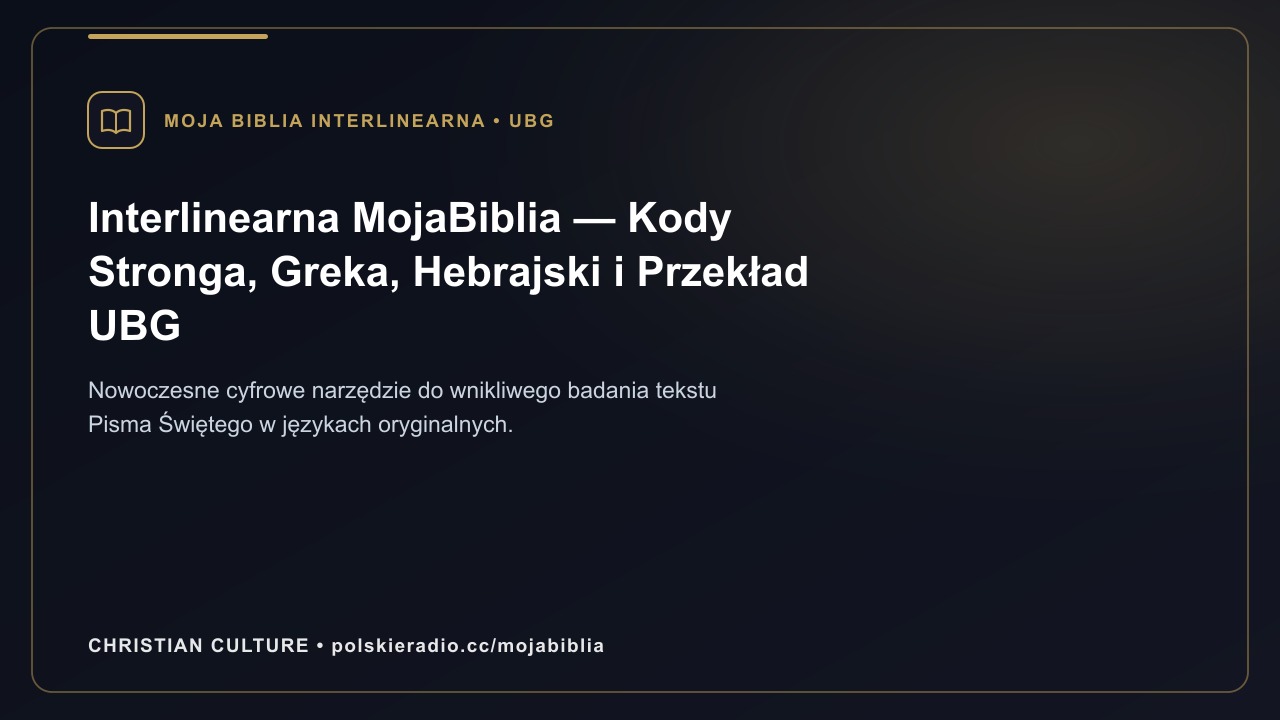 MOJA BIBLIA INTERLINEARNA • UBG
Interlinearna MojaBiblia — Kody
Stronga, Greka, Hebrajski i Przekład
UBG
Nowoczesne cyfrowe narzędzie do wnikliwego badania tekstu
Pisma Świętego w językach oryginalnych.
CHRISTIAN CULTURE • polskieradio.cc/mojabiblia